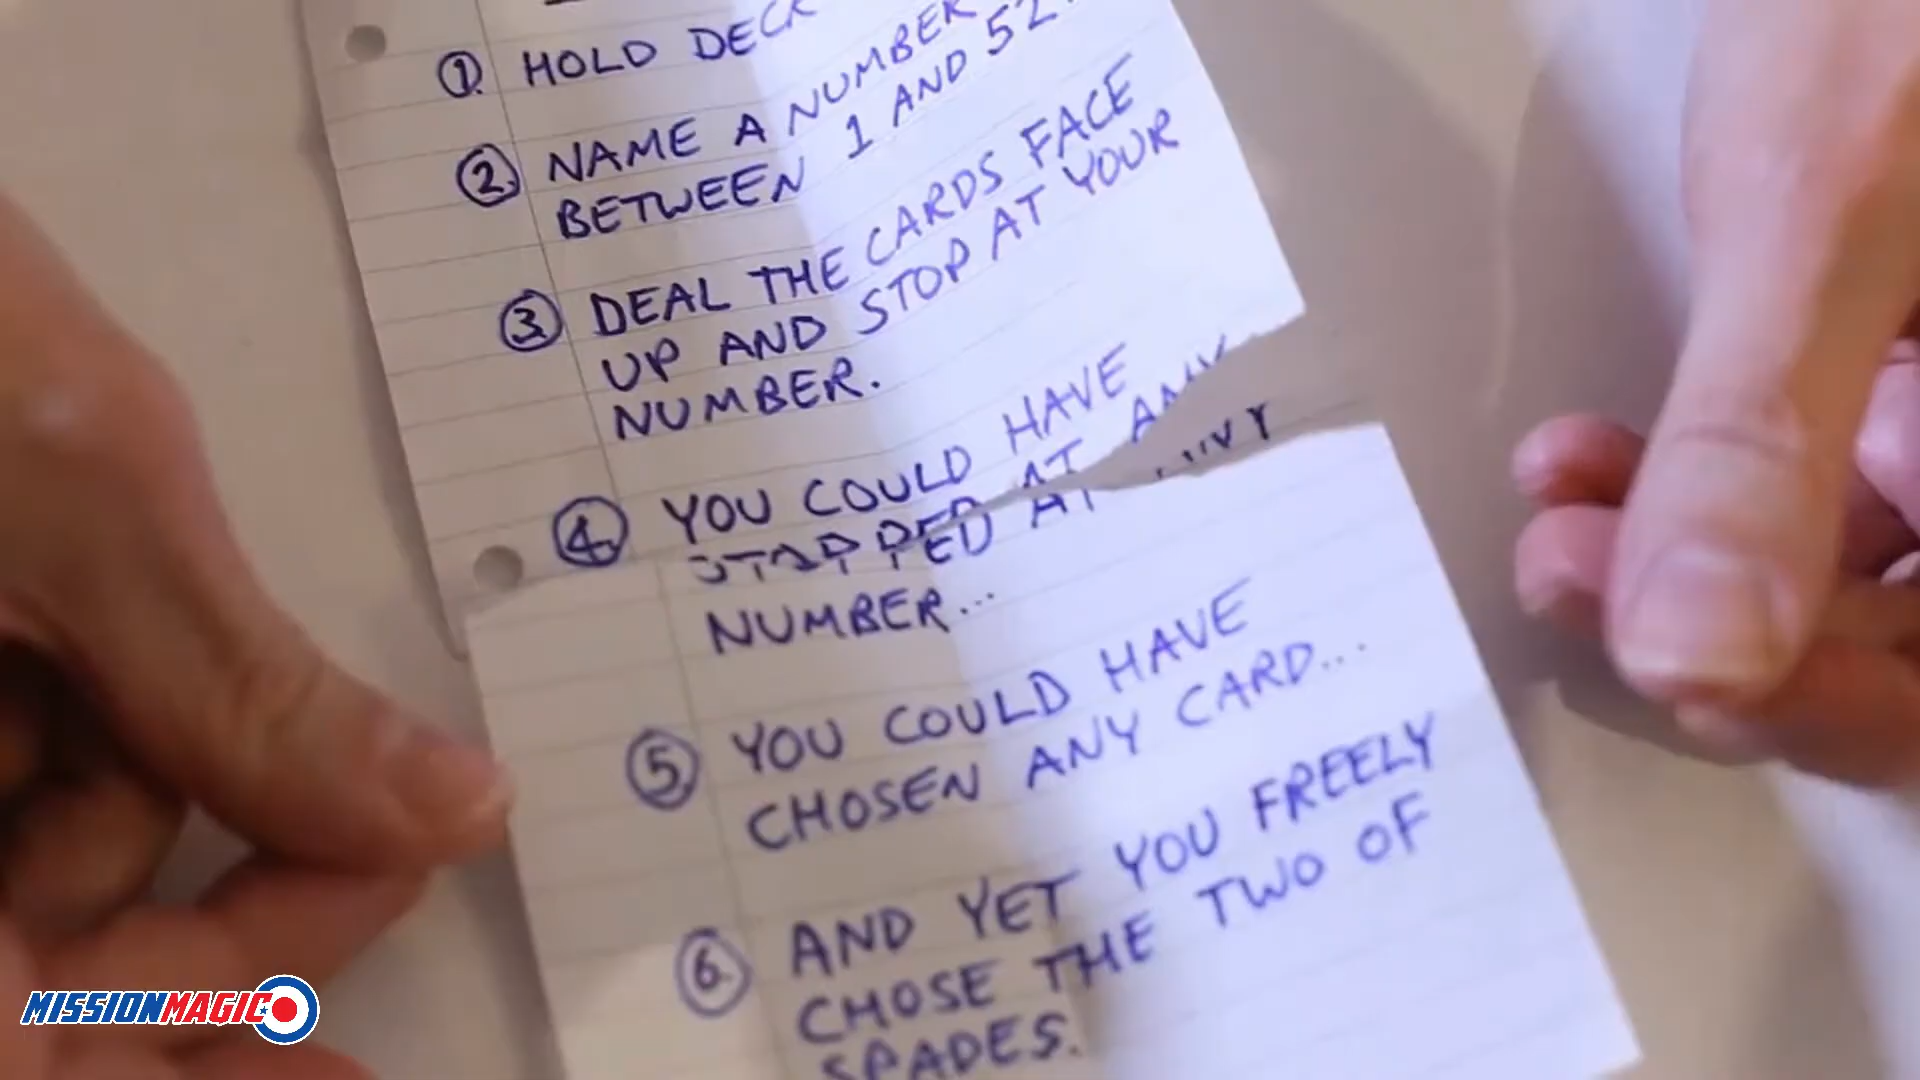 1. HOLD DECK
2. NAME A NUMBER
BETWEEN 1 AND 52.
3. DEAL THE CARDS FACE
UP AND STOP AT YOUR
NUMBER.
4. YOU COULD HAVE
STOPPED AT ANY
NUMBER...
5. YOU COULD HAVE
CHOSEN ANY CARD...
6. AND YET YOU FREELY
CHOSE THE TWO OF
SPADES.
MISSIONMAGIC